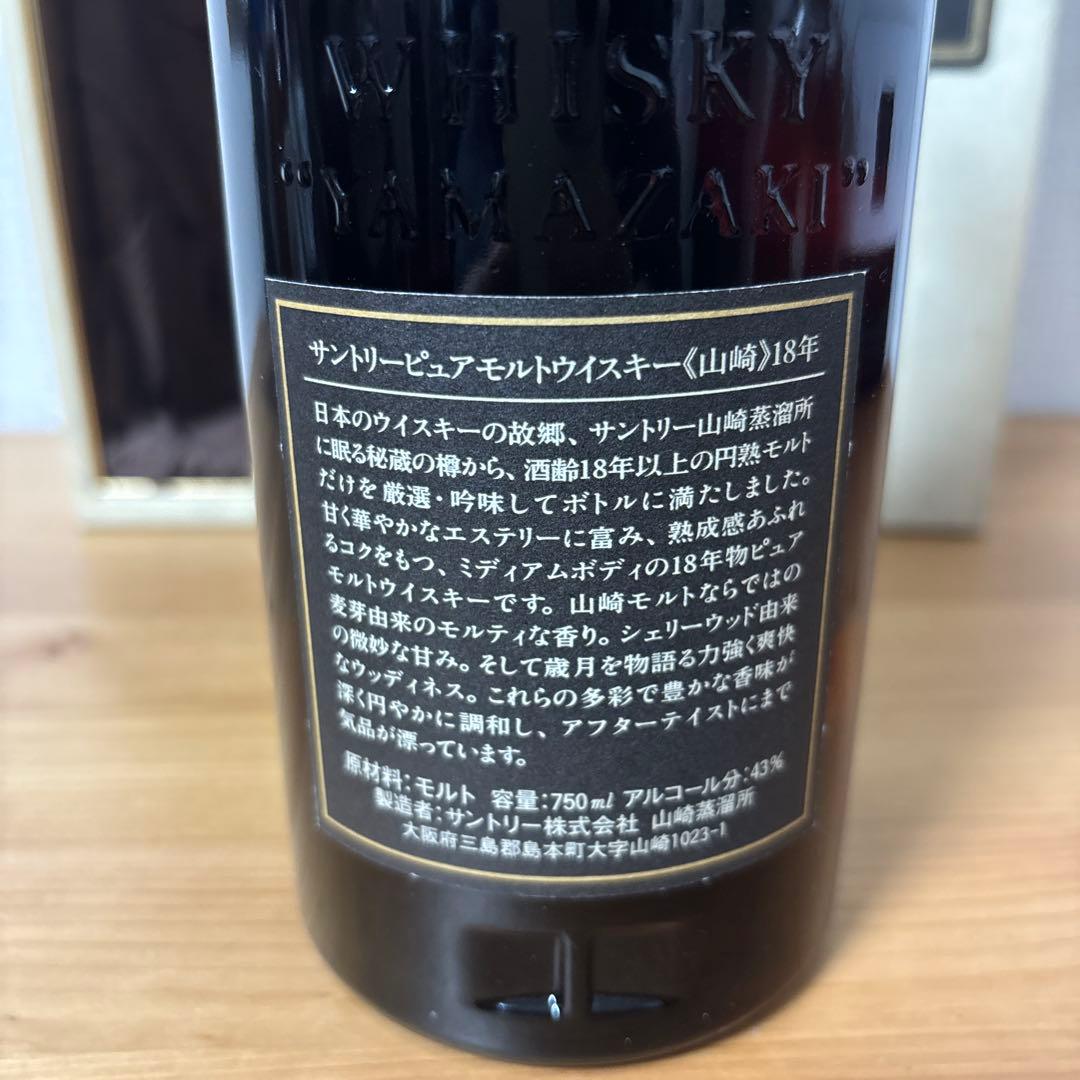 WHISKY
“YAMAZAKI”
サントリーピュアモルトウイスキー《山崎》18年
日本のウイスキーの故郷、サントリー山崎蒸溜所
に眠る秘蔵の樽から、酒齢18年以上の円熟モルト
だけを厳選・吟味してボトルに満たしました。
甘く華やかなエステリーに富み、熟成感あふれ
るコクをもつ、ミディアムボディの18年物ピュア
モルトウイスキーです。山崎モルトならではの
麦芽由来のモルティな香り。シェリーウッド由来
の微妙な甘み。そして歳月を物語る力強く爽快
なウッディネス。これらの多彩で豊かな香味が
深く円やかに調和し、アフターテイストにまで
気品が漂っています。
原材料:モルト 容量:750ml アルコール分:43%
製造者:サントリー株式会社 山崎蒸溜所
大阪府三島郡島本町大字山崎1023-1